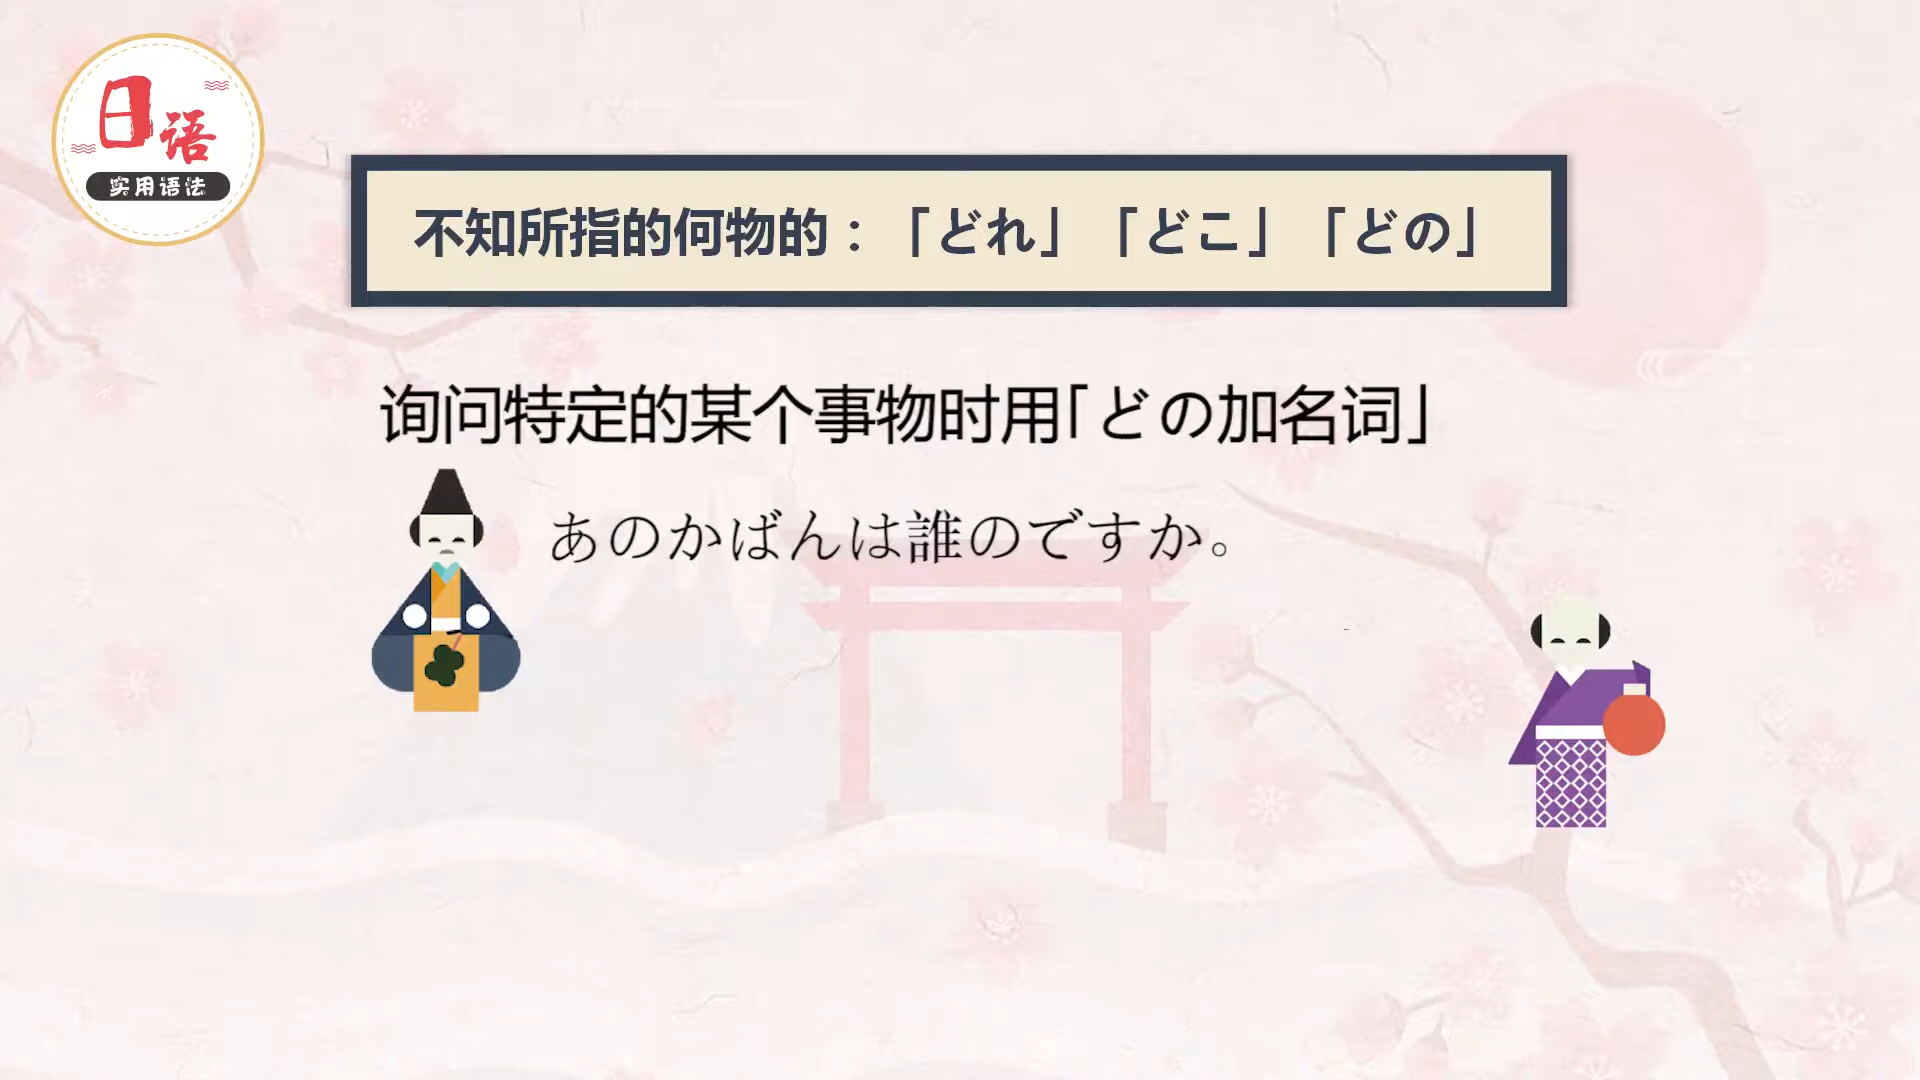 日语
实用语法
不知所指的何物的：「どれ」「どこ」「どの」
询问特定的某个事物时用「どの加名词」
あのかばんは誰のですか。